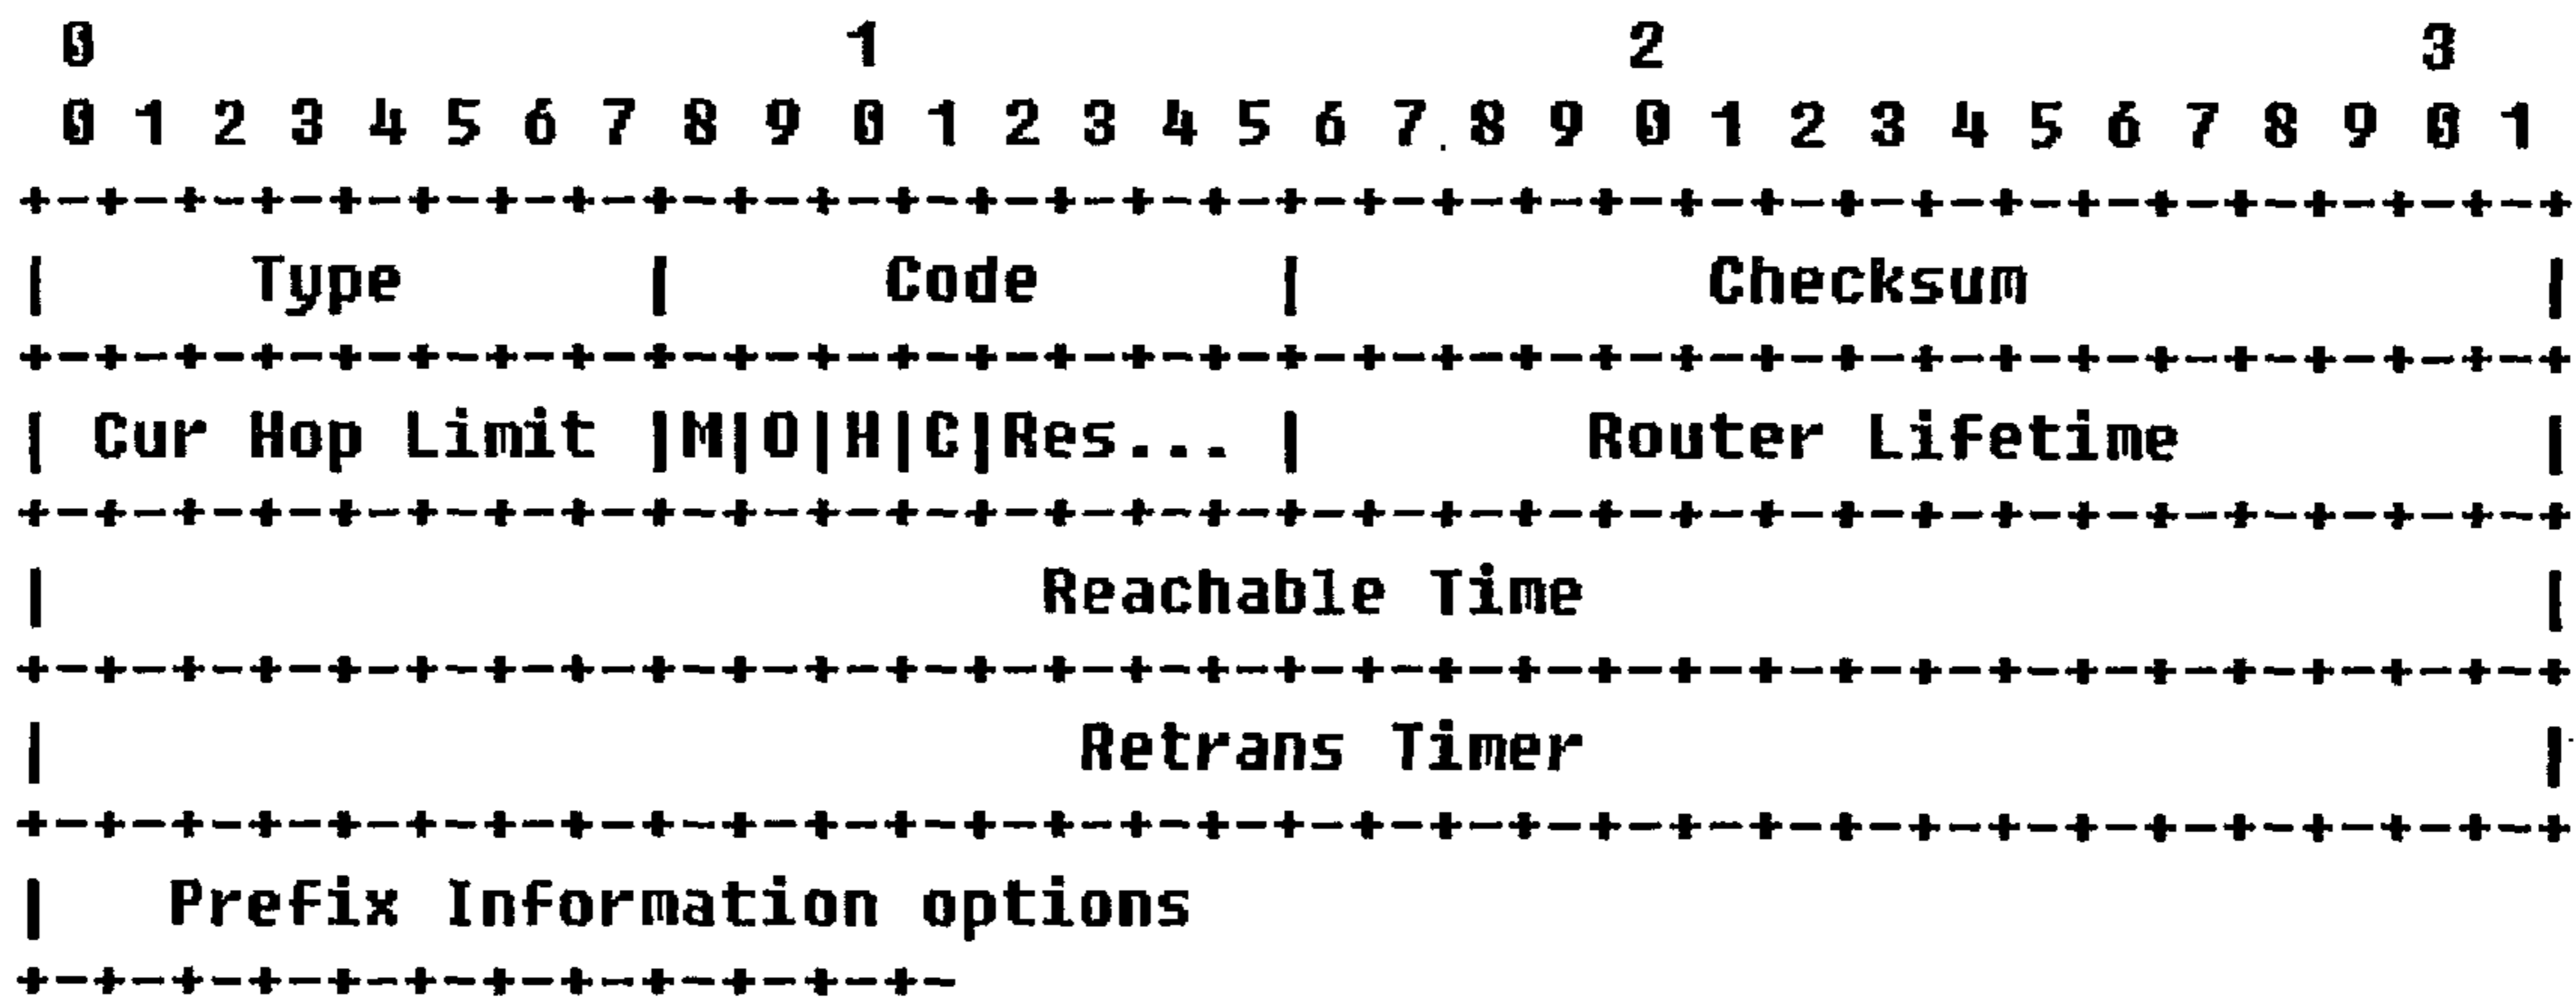 0                   1                   2                   3
 0 1 2 3 4 5 6 7 8 9 0 1 2 3 4 5 6 7 8 9 0 1 2 3 4 5 6 7 8 9 0 1
+-+-+-+-+-+-+-+-+-+-+-+-+-+-+-+-+-+-+-+-+-+-+-+-+-+-+-+-+-+-+-+-+
|     Type      |     Code      |          Checksum             |
+-+-+-+-+-+-+-+-+-+-+-+-+-+-+-+-+-+-+-+-+-+-+-+-+-+-+-+-+-+-+-+-+
| Cur Hop Limit |M|O|H|C|Res... |       Router Lifetime         |
+-+-+-+-+-+-+-+-+-+-+-+-+-+-+-+-+-+-+-+-+-+-+-+-+-+-+-+-+-+-+-+-+
|                         Reachable Time                        |
+-+-+-+-+-+-+-+-+-+-+-+-+-+-+-+-+-+-+-+-+-+-+-+-+-+-+-+-+-+-+-+-+
|                          Retrans Timer                        |
+-+-+-+-+-+-+-+-+-+-+-+-+-+-+-+-+-+-+-+-+-+-+-+-+-+-+-+-+-+-+-+-+
|   Prefix Information options
+-+-+-+-+-+-+-+-+-+-+-+-